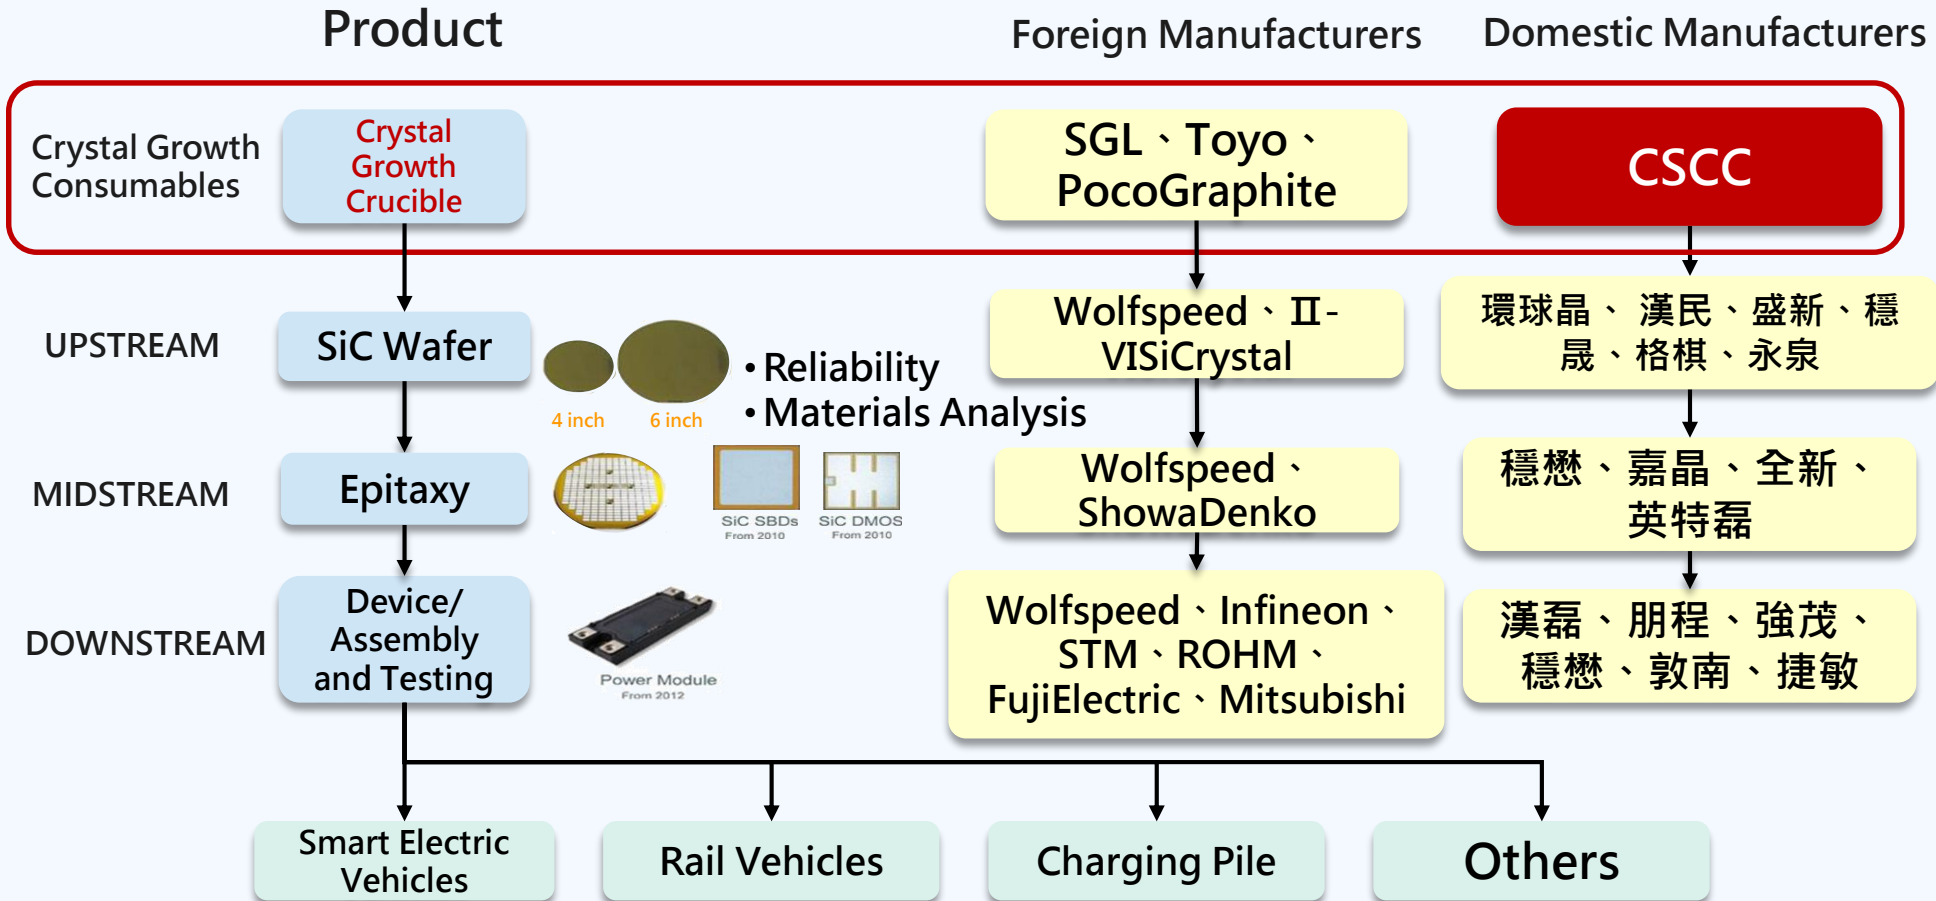 Product
Foreign Manufacturers
Domestic Manufacturers
Crystal Growth
Consumables
Crystal
Growth
Crucible
SGL、Toyo、
PocoGraphite
CSCC
UPSTREAM
SiC Wafer
4 inch
6 inch
• Reliability
• Materials Analysis
Wolfspeed、Ⅱ-
VISiCrystal
環球晶、 漢民、盛新、穩
晟、格棋、永泉
MIDSTREAM
Epitaxy
SiC SBDs
From 2010
SiC DMOS
From 2010
Wolfspeed、
ShowaDenko
穩懋、嘉晶、全新、
英特磊
DOWNSTREAM
Device/
Assembly
and Testing
Power Module
From 2012
Wolfspeed、Infineon、
STM、ROHM、
FujiElectric、Mitsubishi
漢磊、朋程、強茂、
穩懋、敦南、捷敏
Smart Electric
Vehicles
Rail Vehicles
Charging Pile
Others